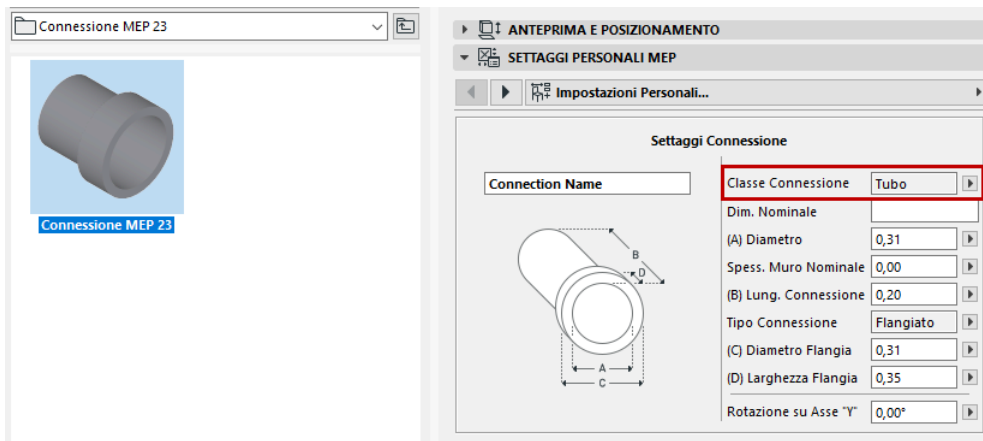 Connessione MEP 23
Connessione MEP 23
ANTEPRIMA E POSIZIONAMENTO
SETTAGGI PERSONALI MEP
Impostazioni Personali...
Settaggi Connessione
Connection Name
B
D
A
C
Classe Connessione Tubo
Dim. Nominale
(A) Diametro 0,31
Spess. Muro Nominale 0,00
(B) Lung. Connessione 0,20
Tipo Connessione Flangiato
(C) Diametro Flangia 0,31
(D) Larghezza Flangia 0,35
Rotazione su Asse "Y" 0,00°